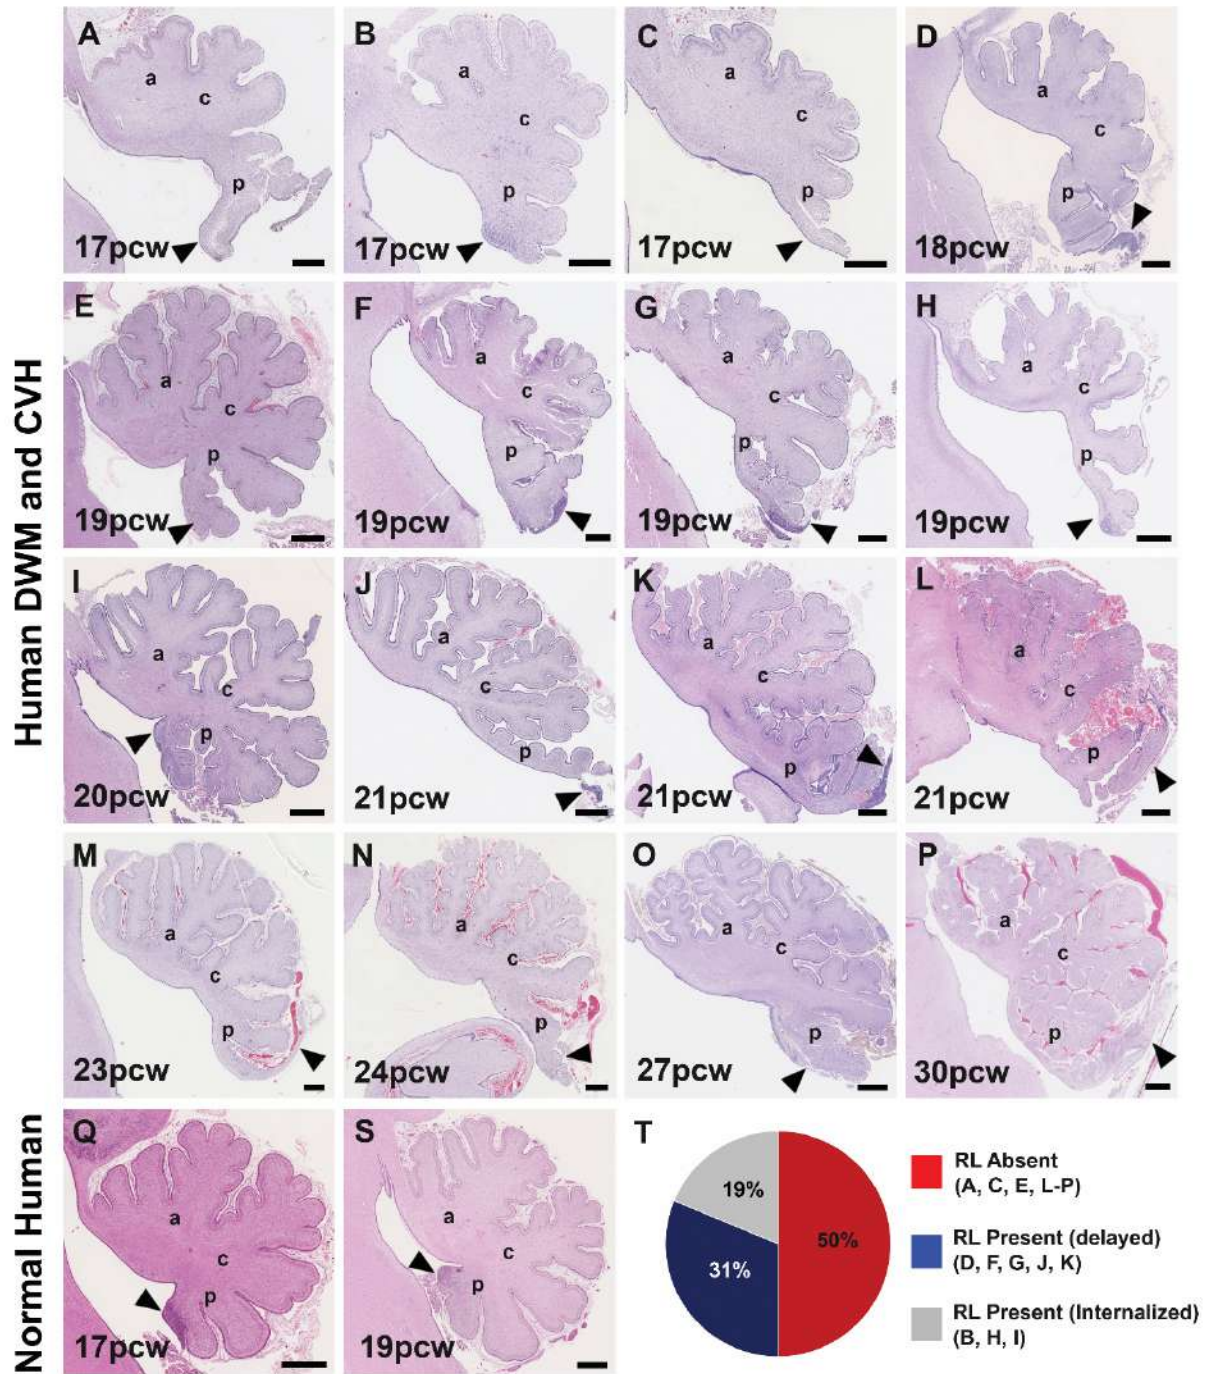 Human DWM and CVH
A
a
c
p
17pcw
B
a
c
p
17pcw
C
a
c
p
17pcw
D
a
c
p
18pcw
E
a
c
p
19pcw
F
a
c
p
19pcw
G
a
c
p
19pcw
H
a
c
p
19pcw
I
a
c
p
20pcw
J
a
c
p
21pcw
K
a
c
p
21pcw
L
a
c
p
21pcw
M
a
c
p
23pcw
N
a
c
p
24pcw
O
a
c
p
27pcw
P
a
c
p
30pcw
Normal Human
Q
a
c
p
17pcw
S
a
c
p
19pcw
T
19%
50%
31%
RL Absent
(A, C, E, L-P)
RL Present (delayed)
(D, F, G, J, K)
RL Present (Internalized)
(B, H, I)